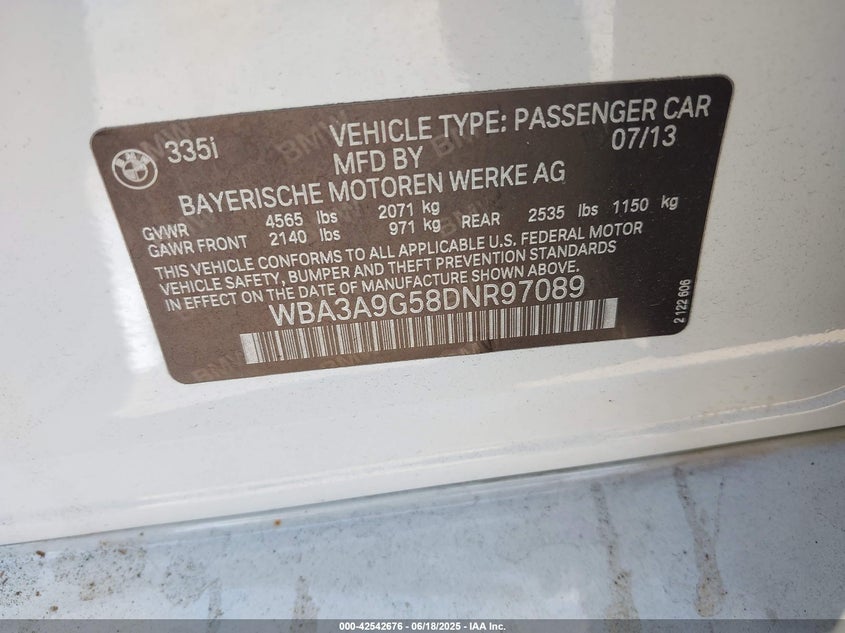 BMW
335i
VEHICLE TYPE: PASSENGER CAR
MFD BY
07/13
BAYERISCHE MOTOREN WERKE AG
GVWR 4565 lbs 2071 kg
GAWR FRONT 2140 lbs 971 kg REAR 2535 lbs 1150 kg
THIS VEHICLE CONFORMS TO ALL APPLICABLE U.S. FEDERAL MOTOR
VEHICLE SAFETY, BUMPER AND THEFT PREVENTION STANDARDS
IN EFFECT ON THE DATE OF MANUFACTURE SHOWN ABOVE.
WBA3A9G58DNR97089
2 122 606
000-42542676 / 06/18/2025 / IAA Inc.